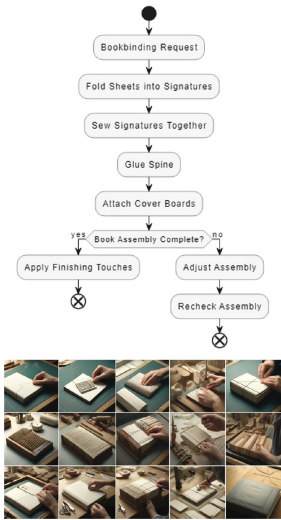 Bookbinding Request
Fold Sheets into Signatures
Sew Signatures Together
Glue Spine
Attach Cover Boards
yes
Book Assembly Complete?
no
Apply Finishing Touches
Adjust Assembly
Recheck Assembly